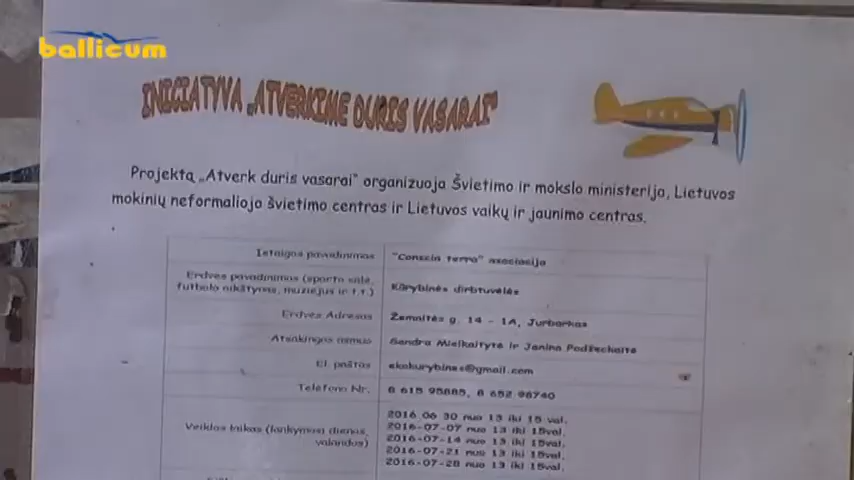 ballicum
INICIATYVA „ATVERKIME DURIS VASARAI"
Projektą „Atverk duris vasarai" organizuoja Švietimo ir mokslo ministerija, Lietuvos
mokinių neformaliojo švietimo centras ir Lietuvos vaikų ir jaunimo centras.
Įstaigos pavadinimas "Conscia terra" asociacija
Erdvės pavadinimas (sporto salė,
futbolo aikštynas, muziejus ir t.t.) Kūrybinės dirbtuvėlės
Erdvės Adresas Žemaitės g. 14 - 1A, Jurbarkas
Atsakingas asmuo Sandra Mielkaitytė ir Janina
El. paštas ekokurybines@gmail.com
Telefono Nr. 8 615 95885, 8 652 96740
Veiklos laikas (lankymosi dienos,
valandos)
2016 06 30 nuo 13 iki 15 val.
2016-07-07 nuo 13 iki 15val.
2016-07-14 nuo 13 iki 15val.
2016-07-21 nuo 13 iki 15val.
2016-07-28 nuo 13 iki 15val.